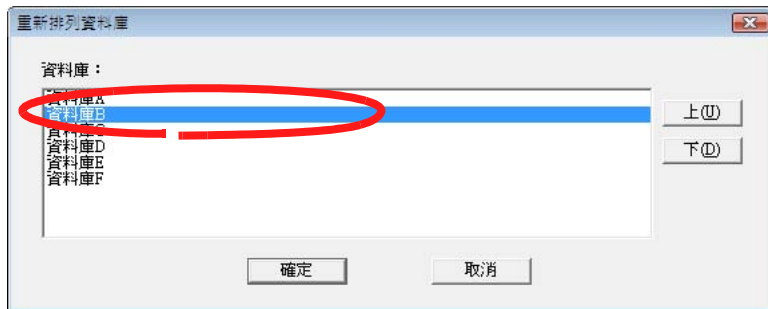 重新排列資料庫
資料庫：
資料庫A
資料庫B
資料庫C
資料庫D
資料庫E
資料庫F
上(U)
下(D)
確定
取消